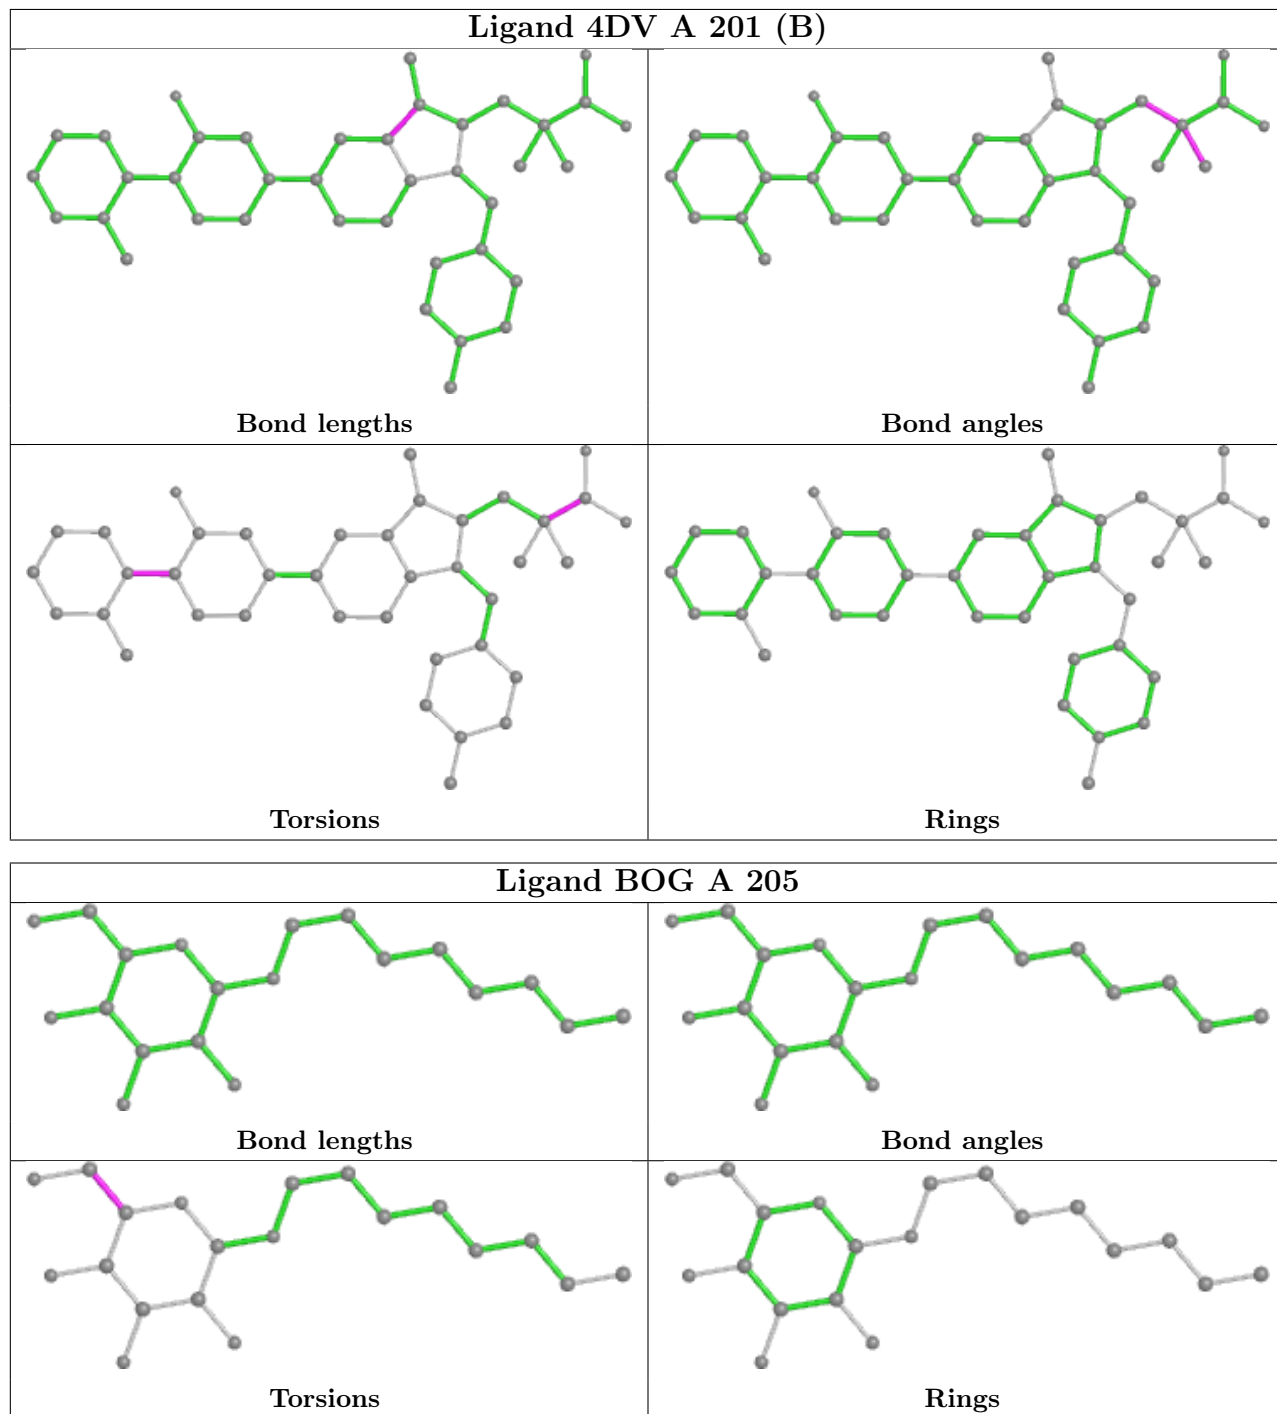 Ligand 4DV A 201 (B)
Bond lengths
Bond angles
Torsions
Rings
Ligand BOG A 205
Bond lengths
Bond angles
Torsions
Rings